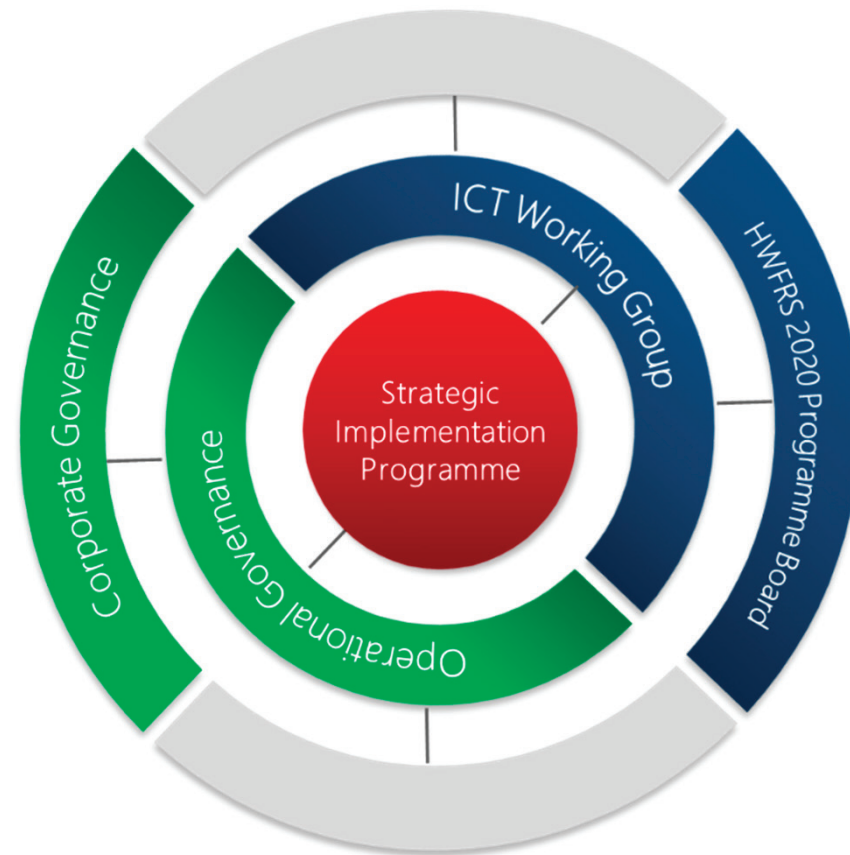 ICT Working Group
HWFRS 2020 Programme Board
Corporate Governance
Strategic
Implementation
Programme
Operational Governance